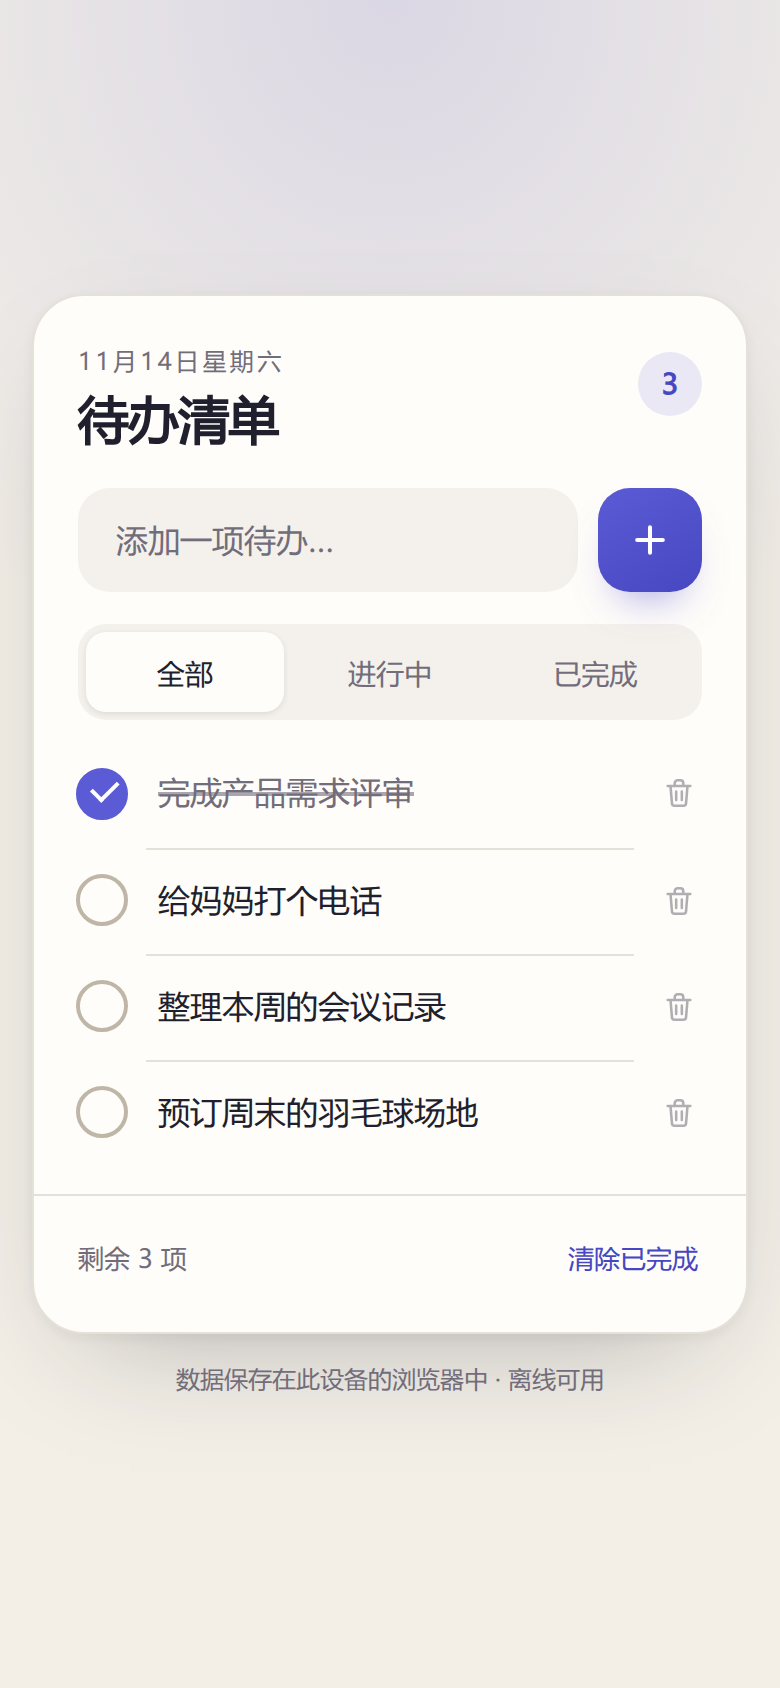 11月14日星期六
待办清单
3
添加一项待办…
全部
进行中
已完成
完成产品需求评审
给妈妈打个电话
整理本周的会议记录
预订周末的羽毛球场地
剩余 3 项
清除已完成
数据保存在此设备的浏览器中 · 离线可用